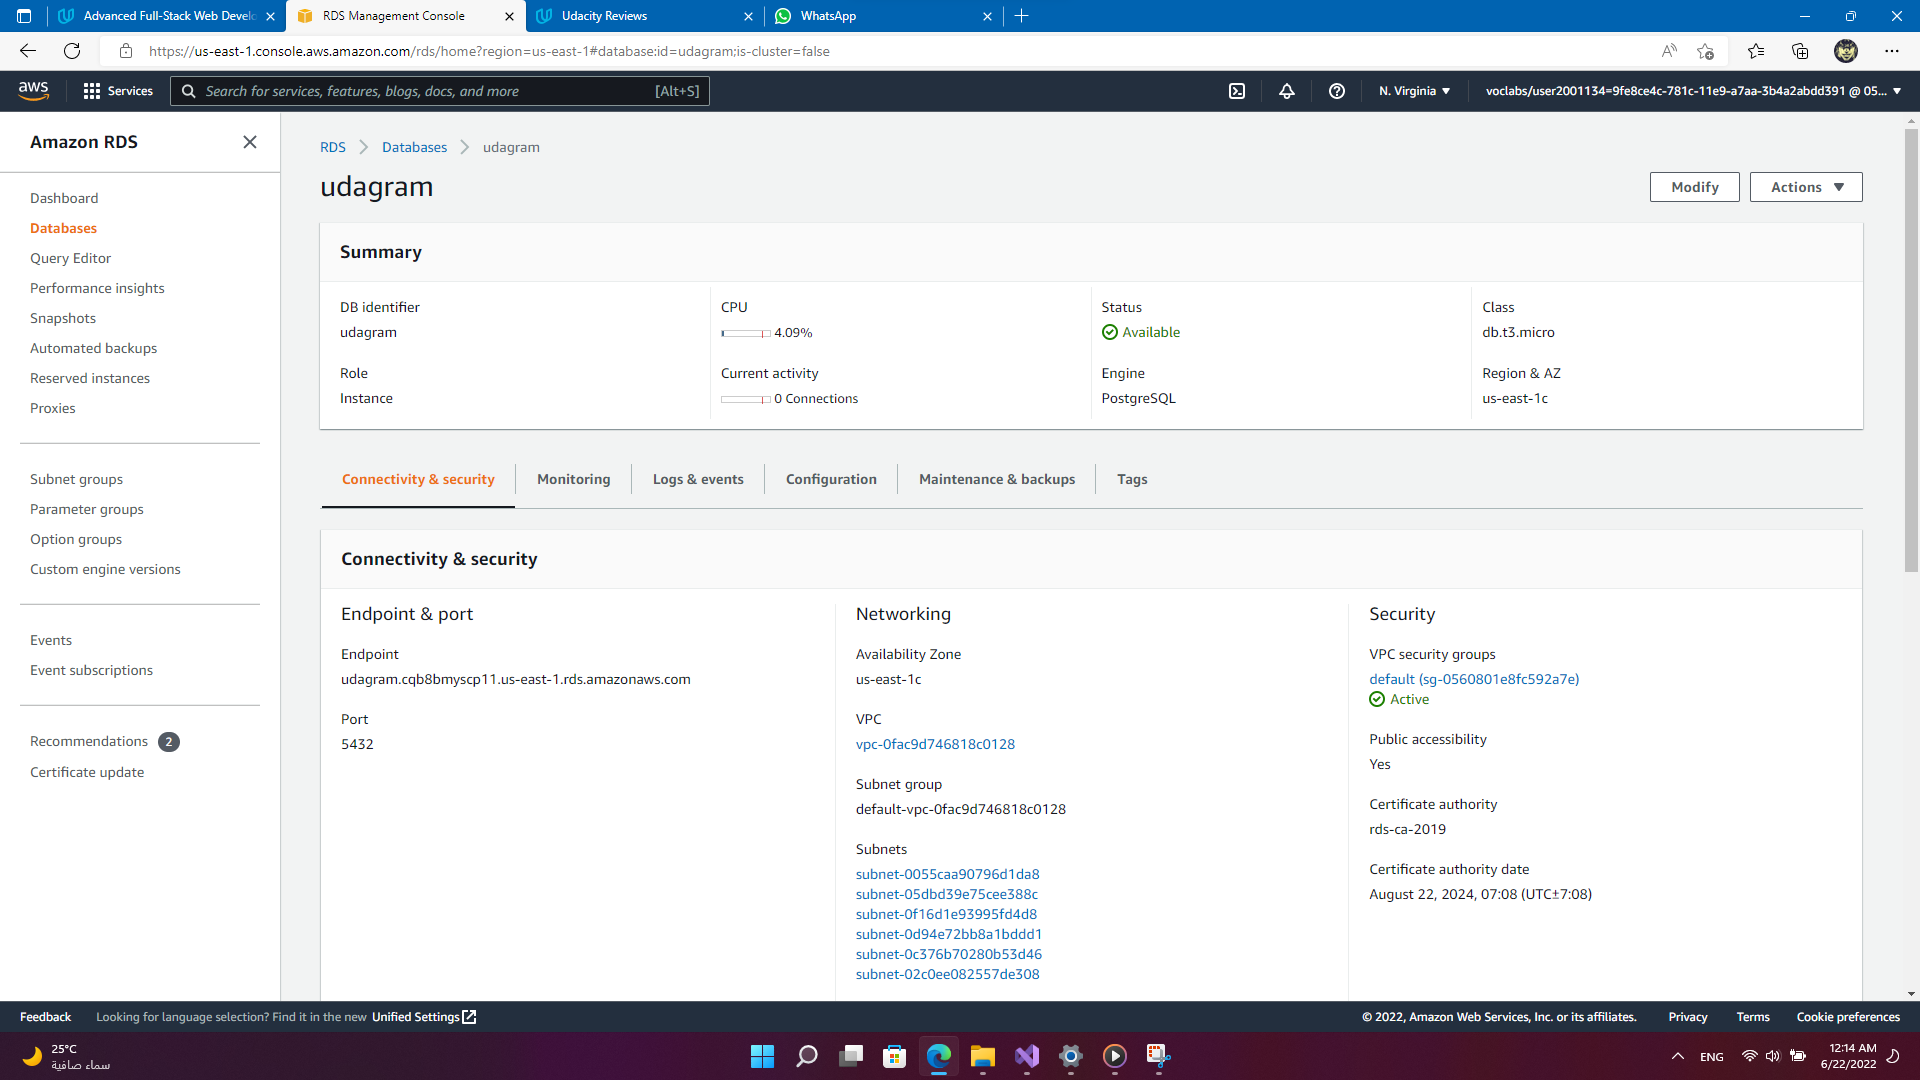 Advanced Full-Stack Web Develo
RDS Management Console
Udacity Reviews
WhatsApp
https://us-east-1.console.aws.amazon.com/rds/home?region=us-east-1#database:id=udagram;is-cluster=false
aws
Services
Search for services, features, blogs, docs, and more
[Alt+S]
N. Virginia
voclabs/user2001134=9fe8ce4c-781c-11e9-a7aa-3b4a2abdd391 @ 05...
Amazon RDS
Dashboard
Databases
Query Editor
Performance insights
Snapshots
Automated backups
Reserved instances
Proxies
Subnet groups
Parameter groups
Option groups
Custom engine versions
Events
Event subscriptions
Recommendations 2
Certificate update
RDS
Databases
udagram
udagram
Modify
Actions
Summary
DB identifier
udagram
CPU
4.09%
Status
Available
Class
db.t3.micro
Role
Instance
Current activity
0 Connections
Engine
PostgreSQL
Region & AZ
us-east-1c
Connectivity & security
Monitoring
Logs & events
Configuration
Maintenance & backups
Tags
Connectivity & security
Endpoint & port
Endpoint
udagram.cqb8bmyscp11.us-east-1.rds.amazonaws.com
Port
5432
Networking
Availability Zone
us-east-1c
VPC
vpc-0fac9d746818c0128
Subnet group
default-vpc-0fac9d746818c0128
Subnets
subnet-0055caa90796d1da8
subnet-05dbd39e75cee388c
subnet-0f16d1e93995fd4d8
subnet-0d94e72bb8a1bddd1
subnet-0c376b70280b53d46
subnet-02c0ee082557de308
Security
VPC security groups
default (sg-0560801e8fc592a7e)
Active
Public accessibility
Yes
Certificate authority
rds-ca-2019
Certificate authority date
August 22, 2024, 07:08 (UTC±7:08)
Feedback
Looking for language selection? Find it in the new Unified Settings
© 2022, Amazon Web Services, Inc. or its affiliates.
Privacy
Terms
Cookie preferences
25°C
سماء صافية
ENG
12:14 AM
6/22/2022